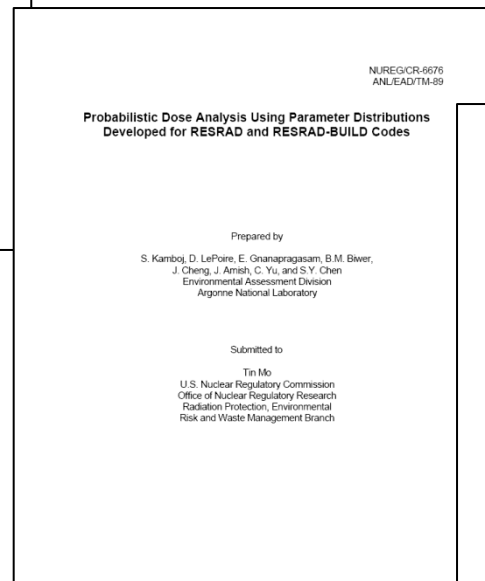 NUREG/CR-6676
ANL/EAD/TM-89
Probabilistic Dose Analysis Using Parameter Distributions
Developed for RESRAD and RESRAD-BUILD Codes
Prepared by
S. Kamboj, D. LePoire, E. Gnanapragasam, B.M. Biwer,
J. Cheng, J. Arnish, C. Yu, and S.Y. Chen
Environmental Assessment Division
Argonne National Laboratory
Submitted to
Tin Mo
U.S. Nuclear Regulatory Commission
Office of Nuclear Regulatory Research
Radiation Protection, Environmental
Risk and Waste Management Branch